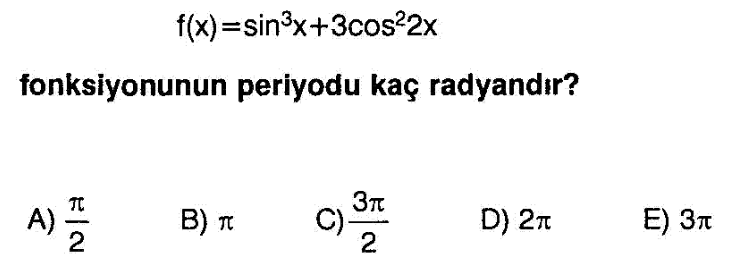 f(x)=sin³x+3cos²2x
fonksiyonunun periyodu kaç radyandır?
A) π/2 B) π C) 3π/2 D) 2π E) 3π